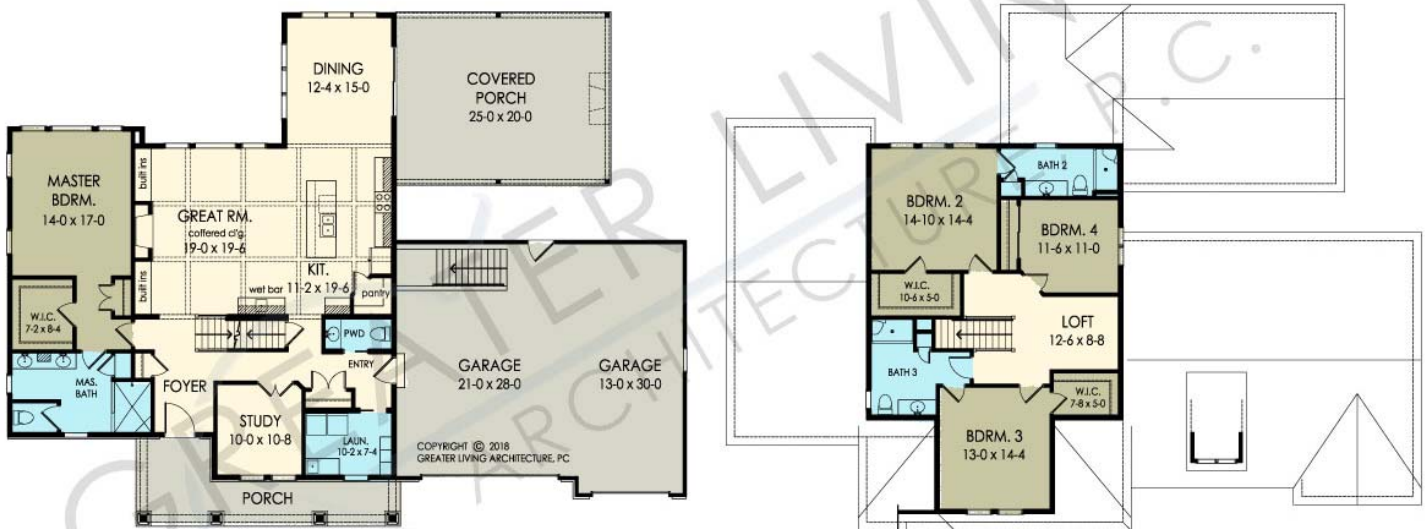 DINING
12-4 x 15-0
COVERED
PORCH
25-0 x 20-0
MASTER
BDRM.
14-0 x 17-0
built ins
GREAT RM.
coffered cl'g.
19-0 x 19-6
KIT.
11-2 x 19-6
wet bar
pantry
built ins
W.I.C.
7-2 x 8-4
MAS.
BATH
FOYER
PWD
ENTRY
STUDY
10-0 x 10-8
LAUN.
10-2 x 7-4
GARAGE
21-0 x 28-0
GARAGE
13-0 x 30-0
COPYRIGHT © 2018
GREATER LIVING ARCHITECTURE, PC
PORCH
BATH 2
BDRM. 2
14-10 x 14-4
BDRM. 4
11-6 x 11-0
W.I.C.
10-6 x 5-0
LOFT
12-6 x 8-8
BATH 3
W.I.C.
7-8 x 5-0
BDRM. 3
13-0 x 14-4
GREATER LIVING
ARCHITECTURE P.C.